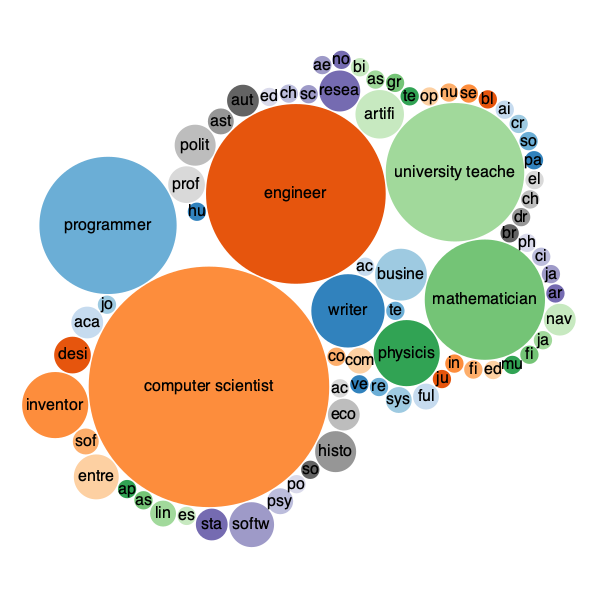 ae
no
bi
as
gr
te
op
nu
se
bl
ai
cr
so
pa
el
ch
dr
br
ph
ci
ja
ar
nav
ja
fi
mu
ed
fi
in
ju
resea
artifi
sc
ch
ed
aut
ast
polit
prof
hu
engineer
university teache
programmer
mathematician
ac
busine
writer
te
physicis
co
com
ve
re
sys
ful
jo
aca
desi
inventor
computer scientist
ac
eco
histo
so
po
psy
softw
sta
es
lin
as
ap
entre
sof